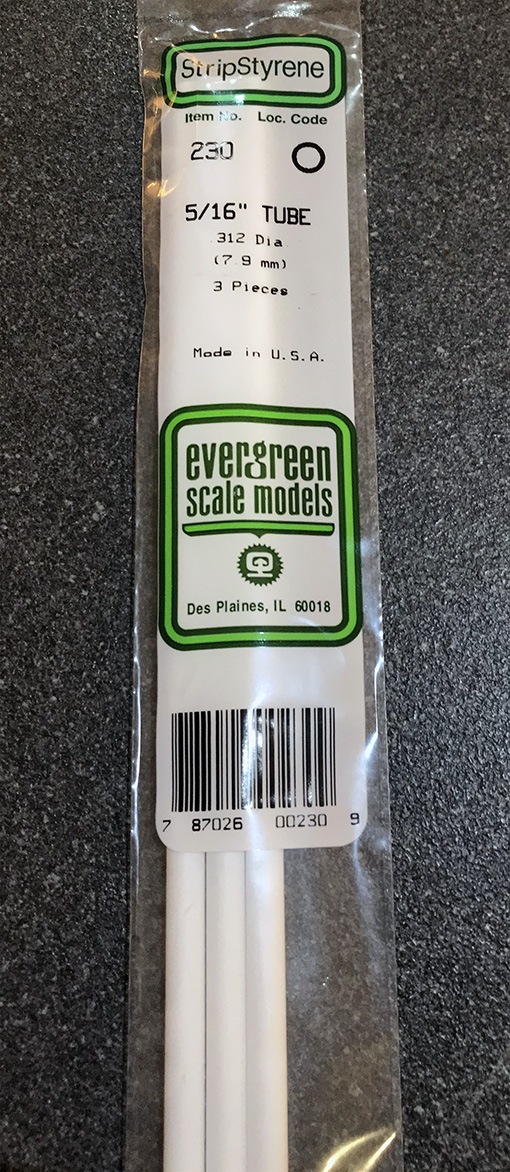 StripStyrene
Item No. Loc. Code
230
5/16" TUBE
.312 Dia
(7.9 mm)
3 Pieces
Made in U.S.A.
evergreen
scale models
Des Plaines, IL 60018
7 87026 00230 9